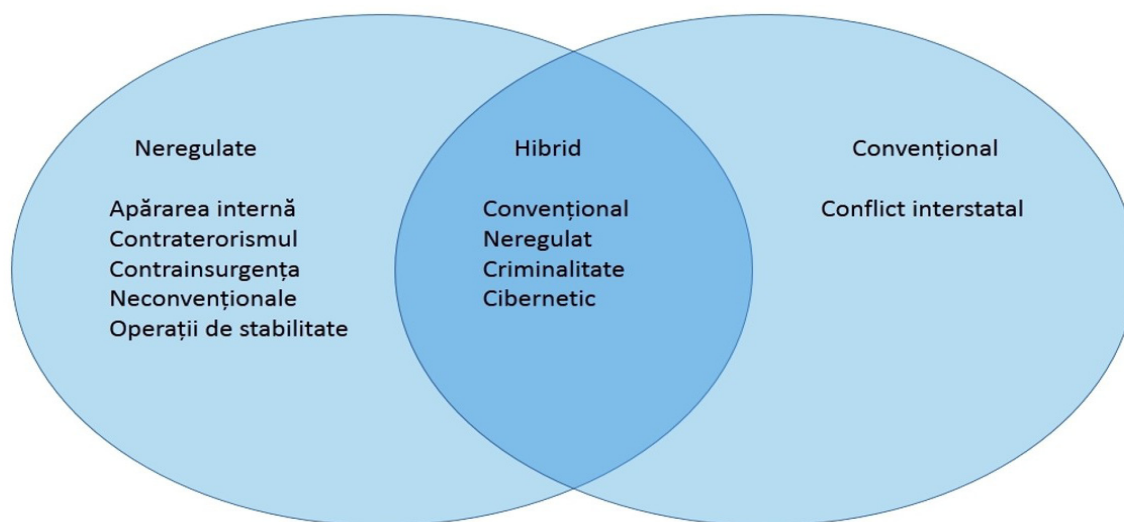 Neregulate
Apărarea internă
Contraterorismul
Contrainsurgența
Neconvenționale
Operații de stabilitate
Hibrid
Convențional
Neregulat
Criminalitate
Cibernetic
Convențional
Conflict interstatal